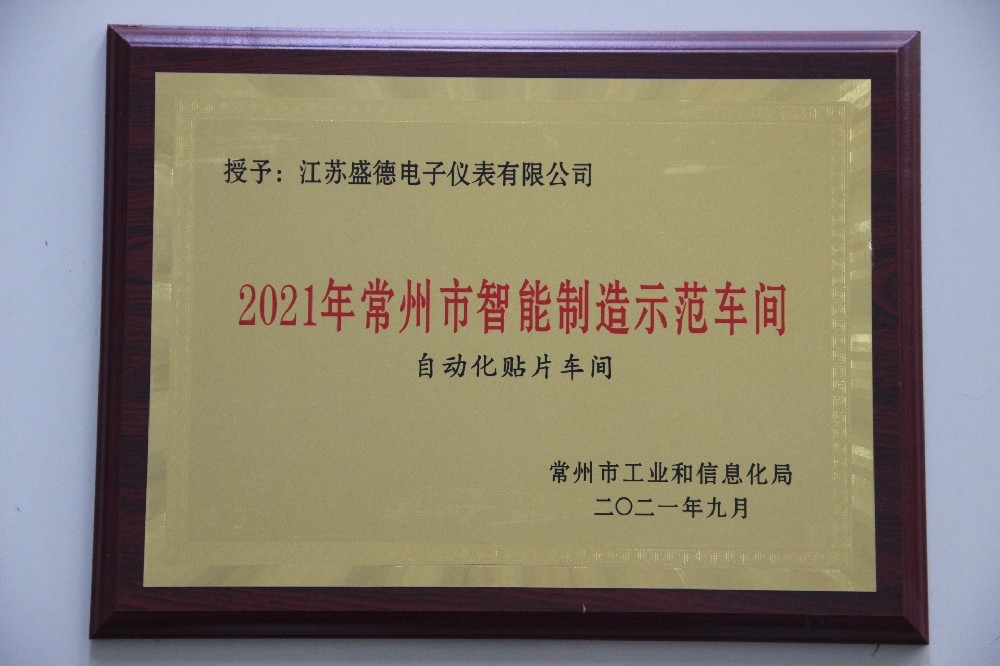 授予：江苏盛德电子仪表有限公司
2021年常州市智能制造示范车间
自动化贴片车间
常州市工业和信息化局
二〇二一年九月